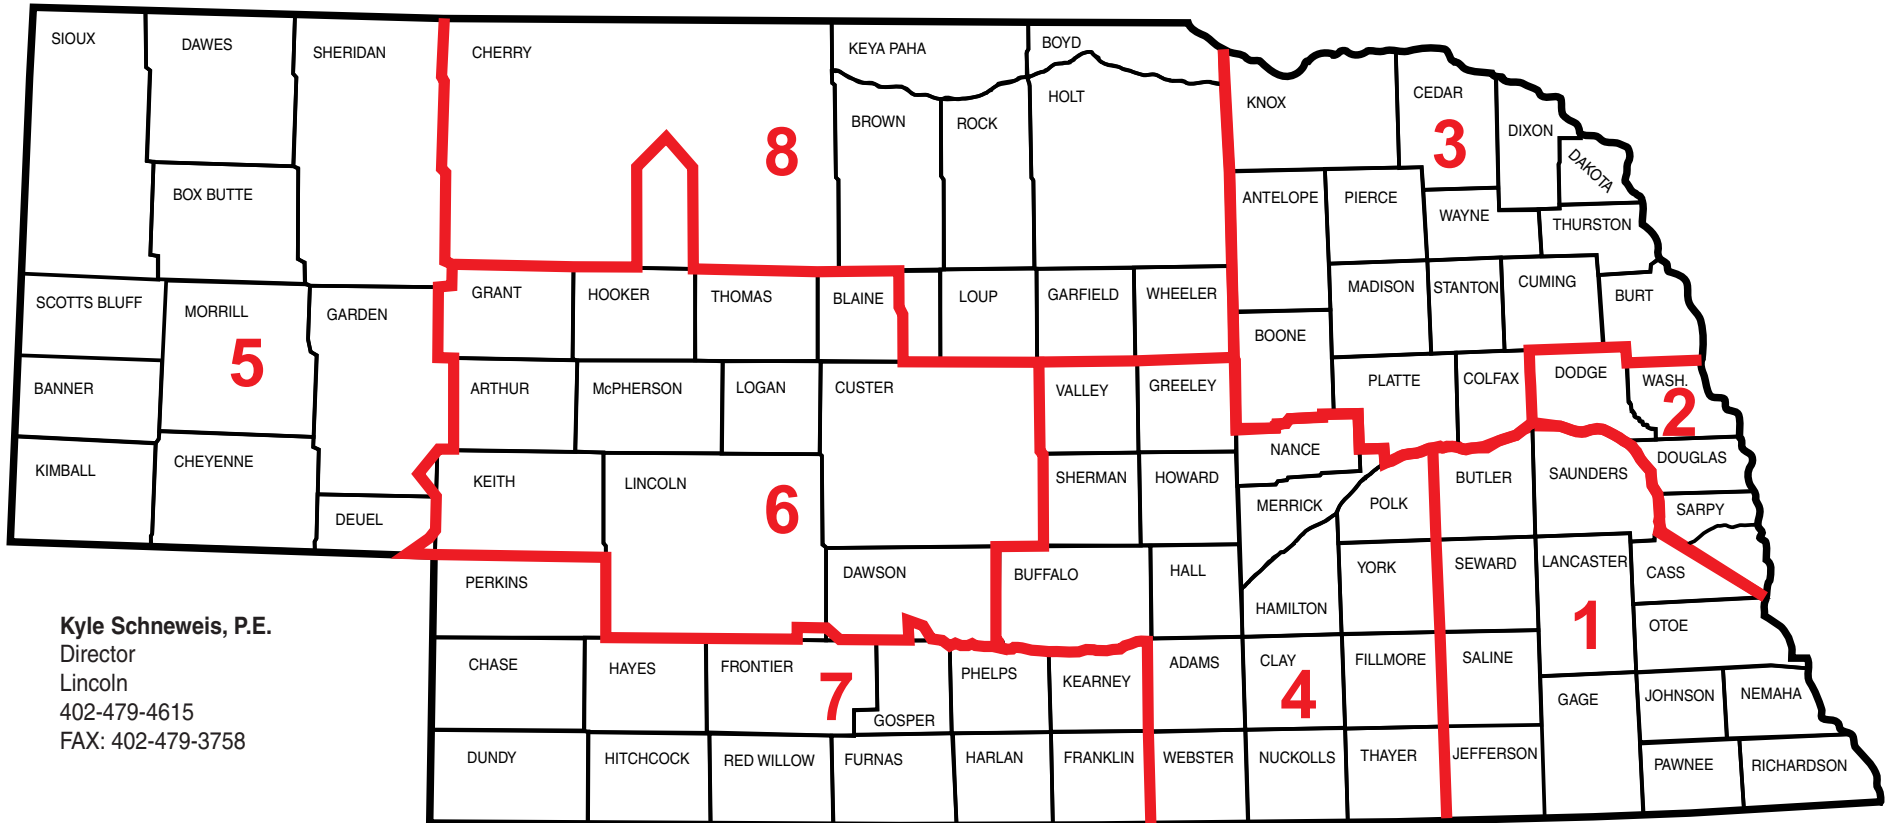 SIOUX
DAWES
SHERIDAN
CHERRY
KEYA PAHA
BOYD
KNOX
CEDAR
DIXON
DAKOTA
HOLT
BROWN
ROCK
8
3
BOX BUTTE
ANTELOPE
PIERCE
WAYNE
THURSTON
SCOTTS BLUFF
MORRILL
GARDEN
GRANT
HOOKER
THOMAS
BLAINE
LOUP
GARFIELD
WHEELER
MADISON
STANTON
CUMING
BURT
5
BOONE
BANNER
ARTHUR
McPHERSON
LOGAN
CUSTER
VALLEY
GREELEY
PLATTE
COLFAX
DODGE
WASH.
2
KIMBALL
CHEYENNE
KEITH
LINCOLN
6
SHERMAN
HOWARD
NANCE
MERRICK
POLK
BUTLER
SAUNDERS
DOUGLAS
SARPY
DEUEL
PERKINS
DAWSON
BUFFALO
HALL
HAMILTON
YORK
SEWARD
LANCASTER
CASS
1
OTOE
Kyle Schneweis, P.E.
Director
Lincoln
402-479-4615
FAX: 402-479-3758
CHASE
HAYES
FRONTIER
7
GOSPER
PHELPS
KEARNEY
ADAMS
CLAY
4
FILLMORE
SALINE
GAGE
JOHNSON
NEMAHA
DUNDY
HITCHCOCK
RED WILLOW
FURNAS
HARLAN
FRANKLIN
WEBSTER
NUCKOLLS
THAYER
JEFFERSON
PAWNEE
RICHARDSON